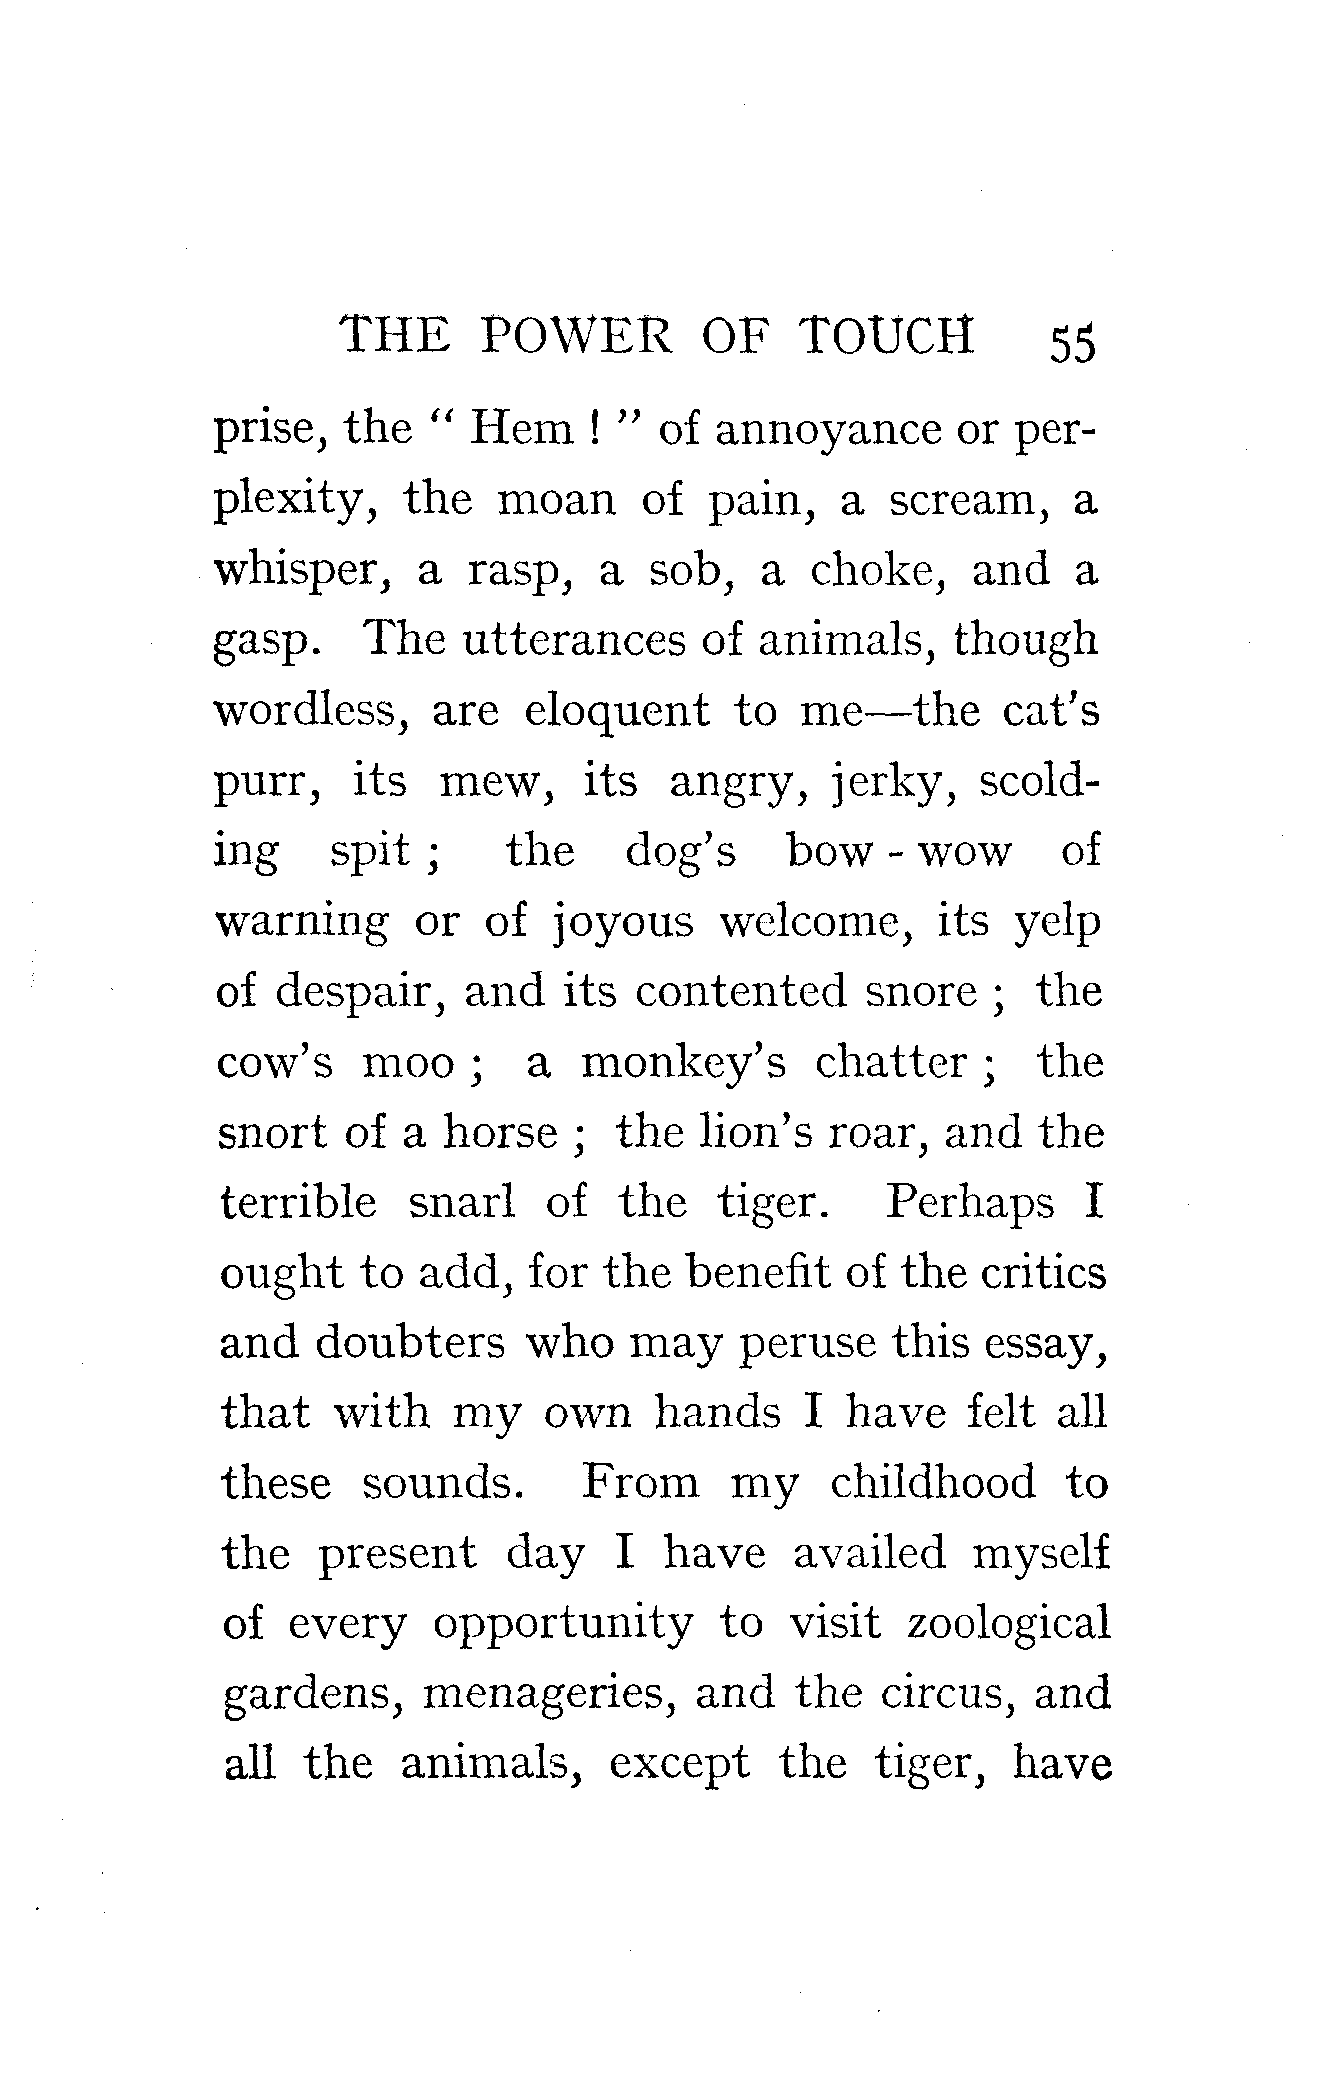 THE POWER OF TOUCH 55
prise, the “ Hem ! ” of annoyance or per-
plexity, the moan of pain, a scream, a
whisper, a rasp, a sob, a choke, and a
gasp. The utterances of animals, though
wordless, are eloquent to me—the cat's
purr, its mew, its angry, jerky, scold-
ing spit ; the dog's bow - wow of
warning or of joyous welcome, its yelp
of despair, and its contented snore ; the
cow's moo ; a monkey's chatter ; the
snort of a horse ; the lion's roar, and the
terrible snarl of the tiger. Perhaps I
ought to add, for the benefit of the critics
and doubters who may peruse this essay,
that with my own hands I have felt all
these sounds. From my childhood to
the present day I have availed myself
of every opportunity to visit zoological
gardens, menageries, and the circus, and
all the animals, except the tiger, have